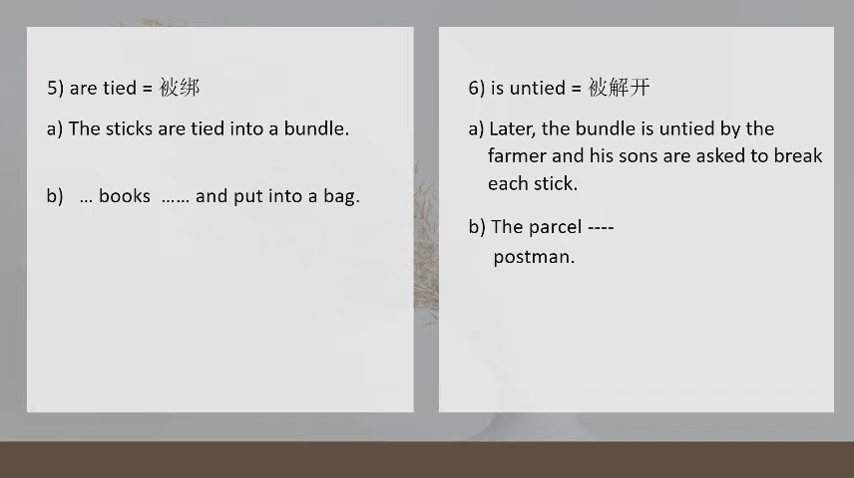 5) are tied = 被绑
a) The sticks are tied into a bundle.
b) ... books ...... and put into a bag.
6) is untied = 被解开
a) Later, the bundle is untied by the
farmer and his sons are asked to break
each stick.
b) The parcel ----
postman.